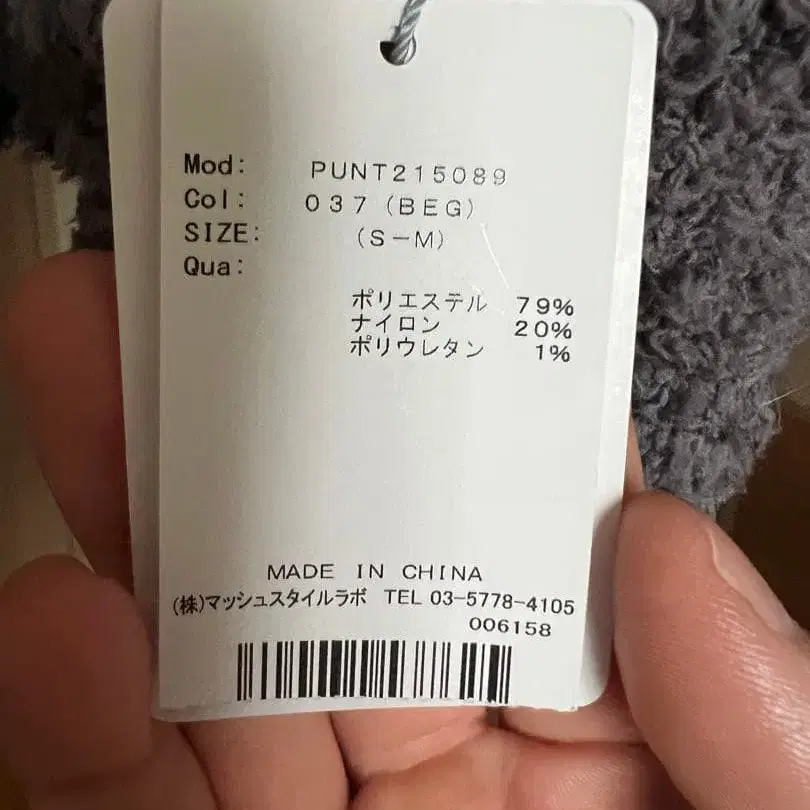 Mod: PUNT215089
Col: 037(BEG)
SIZE: (S-M)
Qua:
ポリエステル 79%
ナイロン 20%
ポリウレタン 1%
MADE IN CHINA
(株)マッシュスタイルラボ TEL 03-5778-4105
006158